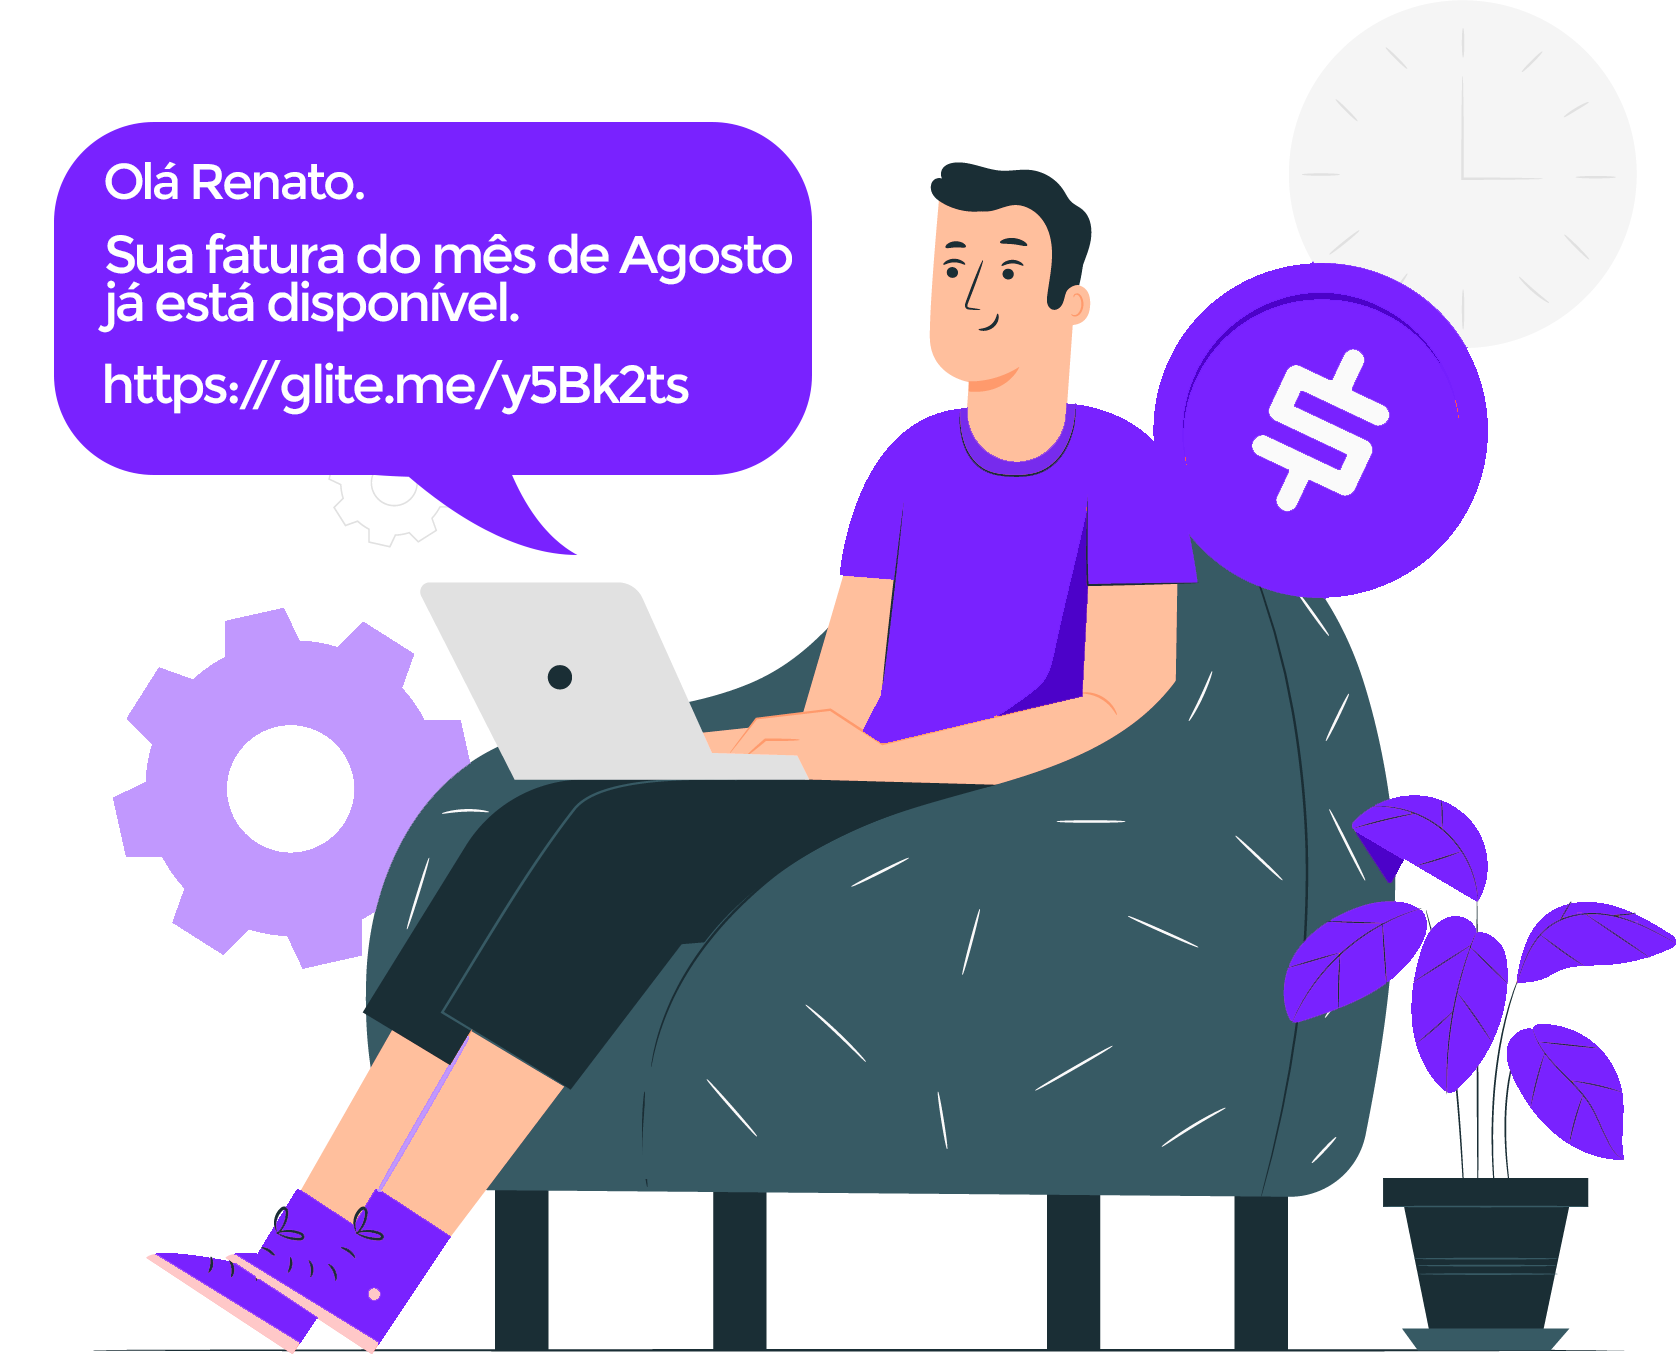 Olá Renato.
Sua fatura do mês de Agosto
já está disponível.
https://glite.me/y5Bk2ts